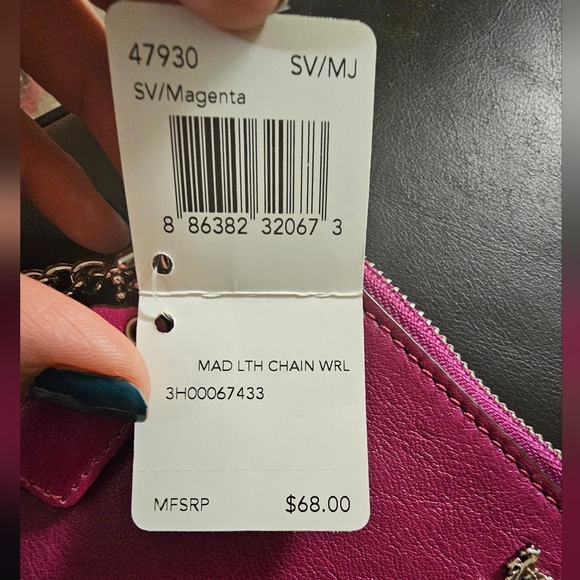 47930 SV/MJ
SV/Magenta
8 86382 32067 3
MAD LTH CHAIN WRL
3H00067433
MFSRP $68.00